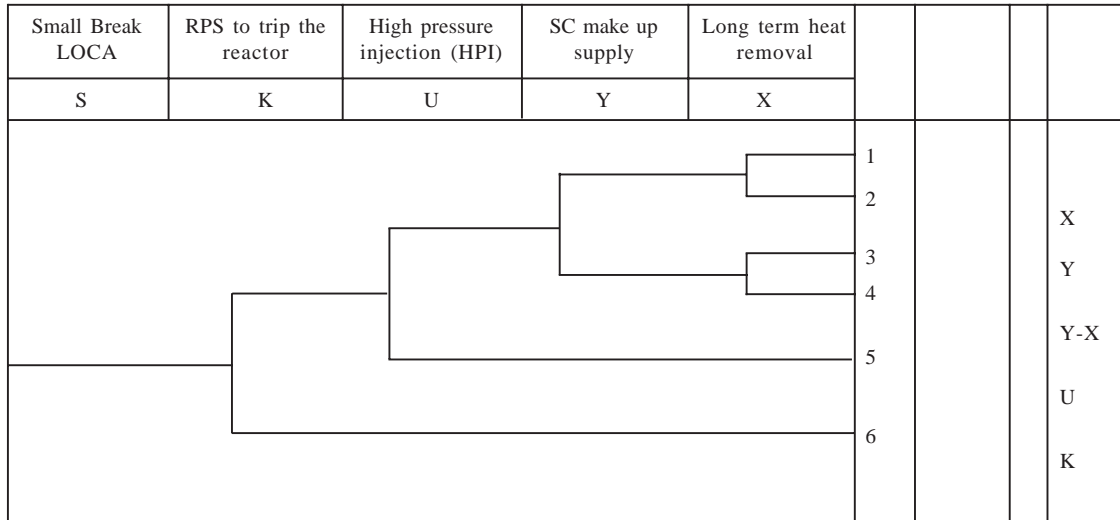 Small Break
LOCA
RPS to trip the
reactor
High pressure
injection (HPI)
SC make up
supply
Long term heat
removal
S
K
U
Y
X
1
2
3
4
5
6
X
Y
Y-X
U
K